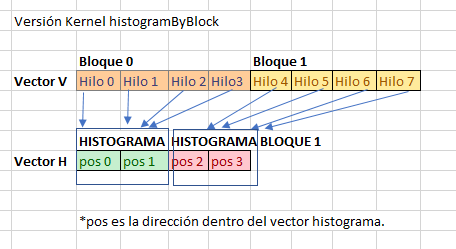 Versión Kernel histogramByBlock
Bloque 0 Bloque 1
Vector V Hilo 0 Hilo 1 Hilo 2 Hilo3 Hilo 4 Hilo 5 Hilo 6 Hilo 7
HISTOGRAMA HISTOGRAMA BLOQUE 1
Vector H pos 0 pos 1 pos 2 pos 3
*pos es la dirección dentro del vector histograma.